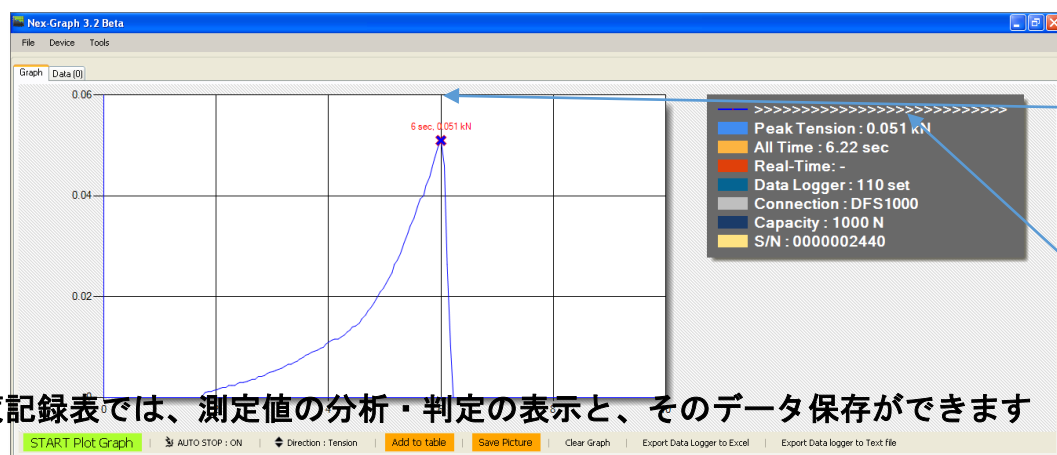 Nex-Graph 3.2 Beta
File Device Tools
Graph Data (0)
0.06
6 sec, 0.051 kN
0.04
0.02
>>>>>>>>>>>>>>>>>>>>>>>>>>>
Peak Tension : 0.051 kN
All Time : 6.22 sec
Real-Time: -
Data Logger : 110 set
Connection : DFS1000
Capacity : 1000 N
S/N : 0000002440
記録表では、測定値の分析・判定の表示と、そのデータ保存ができます
START Plot Graph | AUTO STOP : ON | Direction : Tension | Add to table | Save Picture | Clear Graph | Export Data Logger to Excel | Export Data logger to Text file